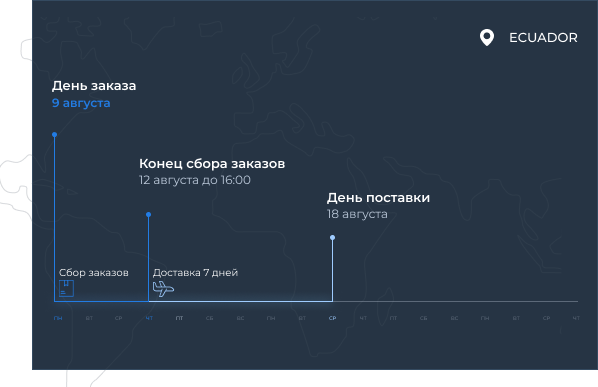 ECUADOR
День заказа
9 августа
Конец сбора заказов
12 августа до 16:00
День поставки
18 августа
Сбор заказов
Доставка 7 дней
ПН ВТ СР ЧТ ПТ СБ ВС ПН ВТ СР ЧТ ПТ СБ ВС ПН ВТ СР ЧТ